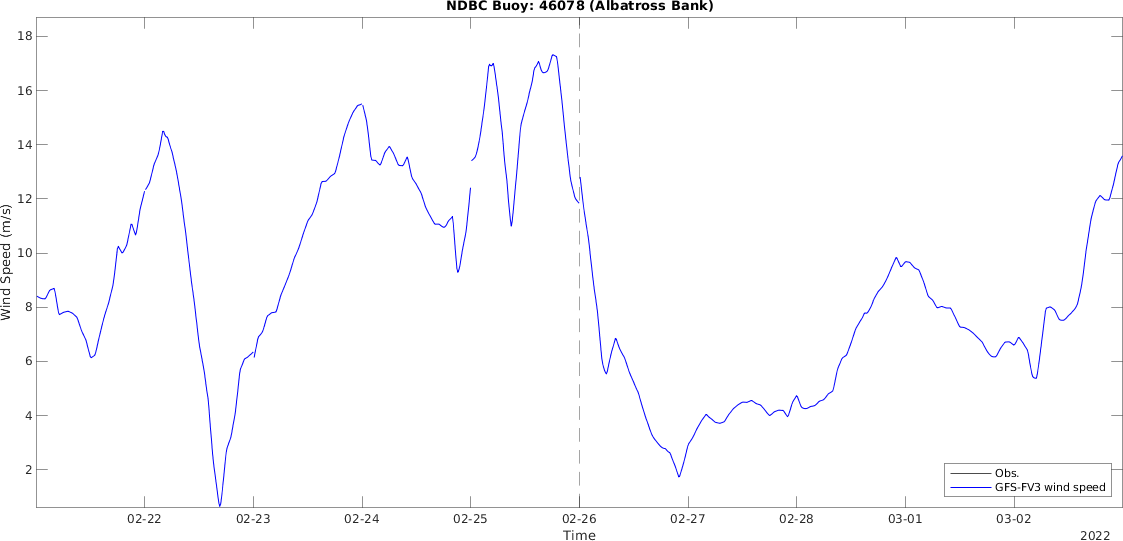 NDBC Buoy: 46078 (Albatross Bank)
18
16
14
12
10
8
6
4
2
Wind Speed (m/s)
Obs.
GFS-FV3 wind speed
02-22 02-23 02-24 02-25 02-26 02-27 02-28 03-01 03-02
Time
2022